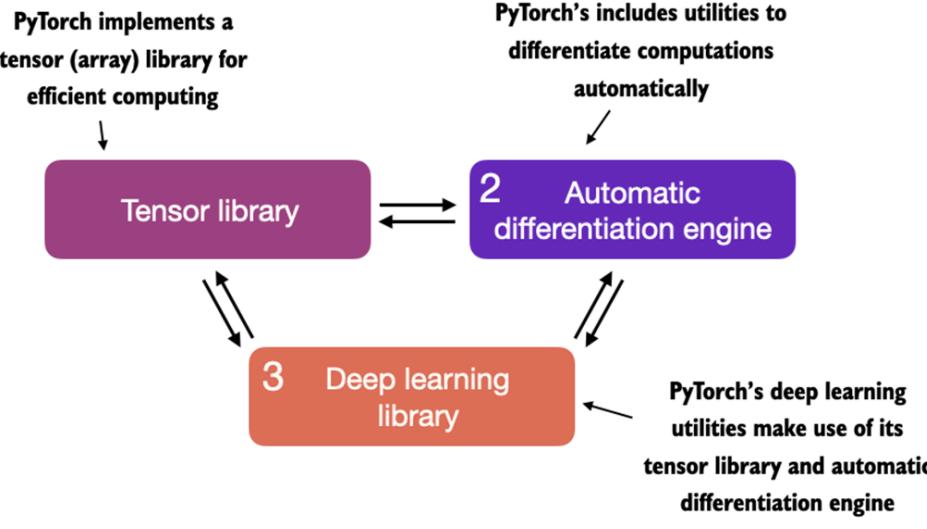 PyTorch implements a
tensor (array) library for
efficient computing
PyTorch's includes utilities to
differentiate computations
automatically
Tensor library
2
Automatic
differentiation engine
3
Deep learning
library
PyTorch's deep learning
utilities make use of its
tensor library and automatic
differentiation engine